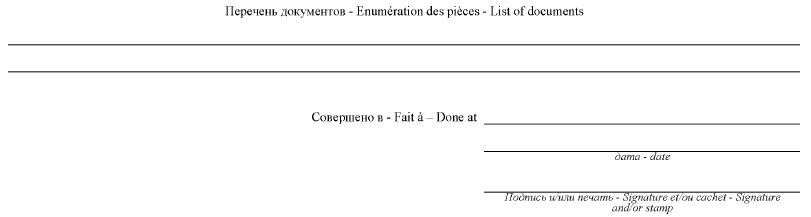 Перечень документов - Enumération des pièces - List of documents
Совершено в - Fait à – Done at
дата - date
Подпись и/или печать - Signature et/ou cachet - Signature
and/or stamp